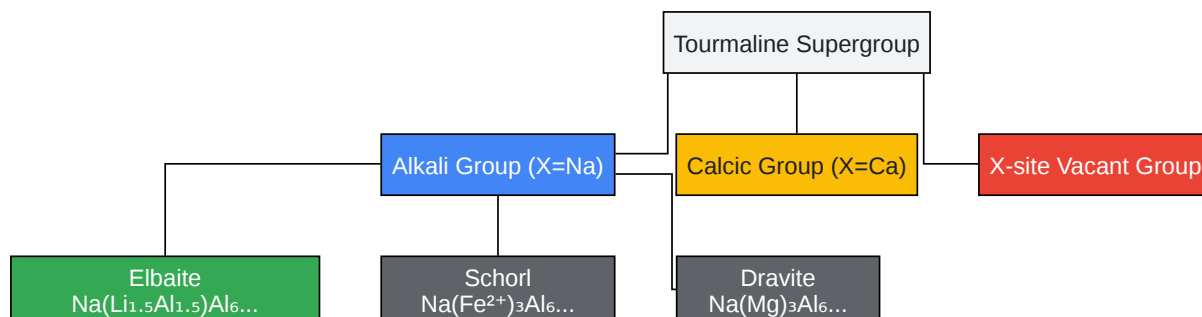 Tourmaline Supergroup
Alkali Group (X=Na)
Calcic Group (X=Ca)
X-site Vacant Group
Elbaite
Na(Li₁.₅Al₁.₅)Al₆...
Schorl
Na(Fe²⁺)₃Al₆...
Dravite
Na(Mg)₃Al₆...